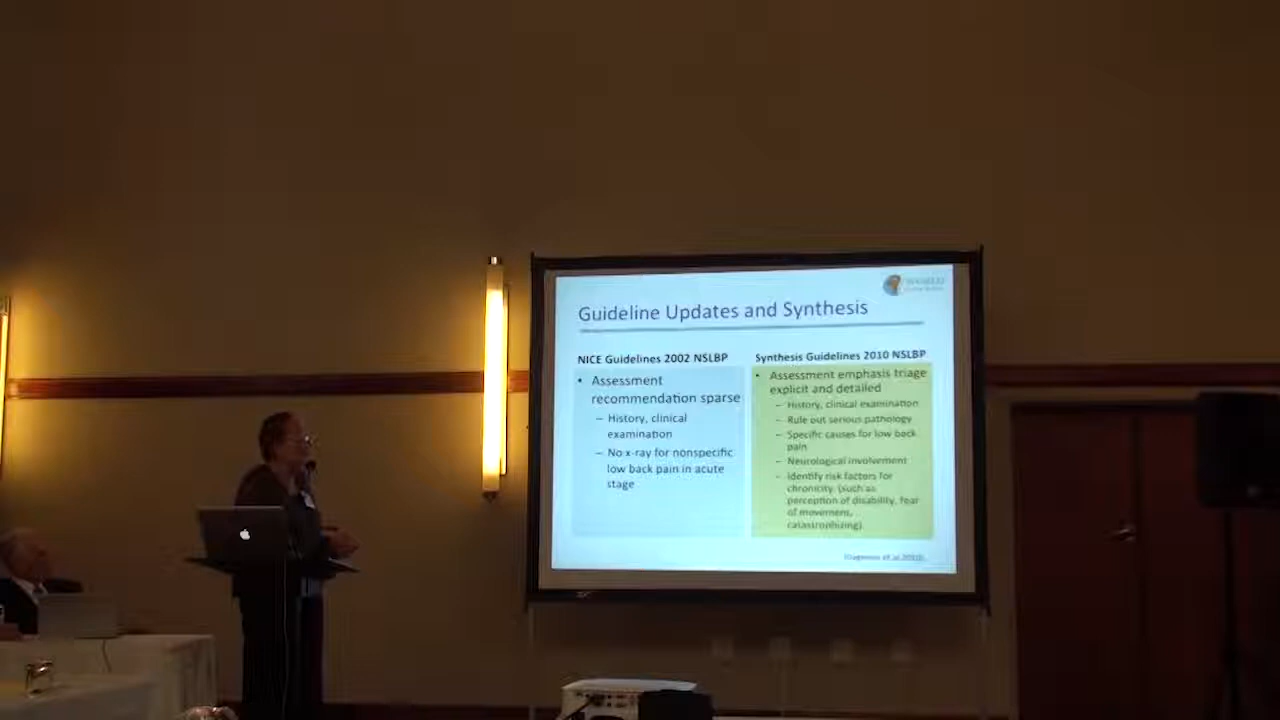 Guideline Updates and Synthesis
NICE Guidelines 2002 NSLBP
• Assessment
recommendation sparse
– History, clinical
examination
– No x-ray for nonspecific
low back pain in acute
stage
Synthesis Guidelines 2010 NSLBP
• Assessment emphasis triage
explicit and detailed
– History, clinical examination
– Rule out serious pathology
– Specific causes for low back
pain
– Neurological involvement
– Identify risk factors for
chronicity. (such as
perception of disability, fear
of movement,
catastrophizing).